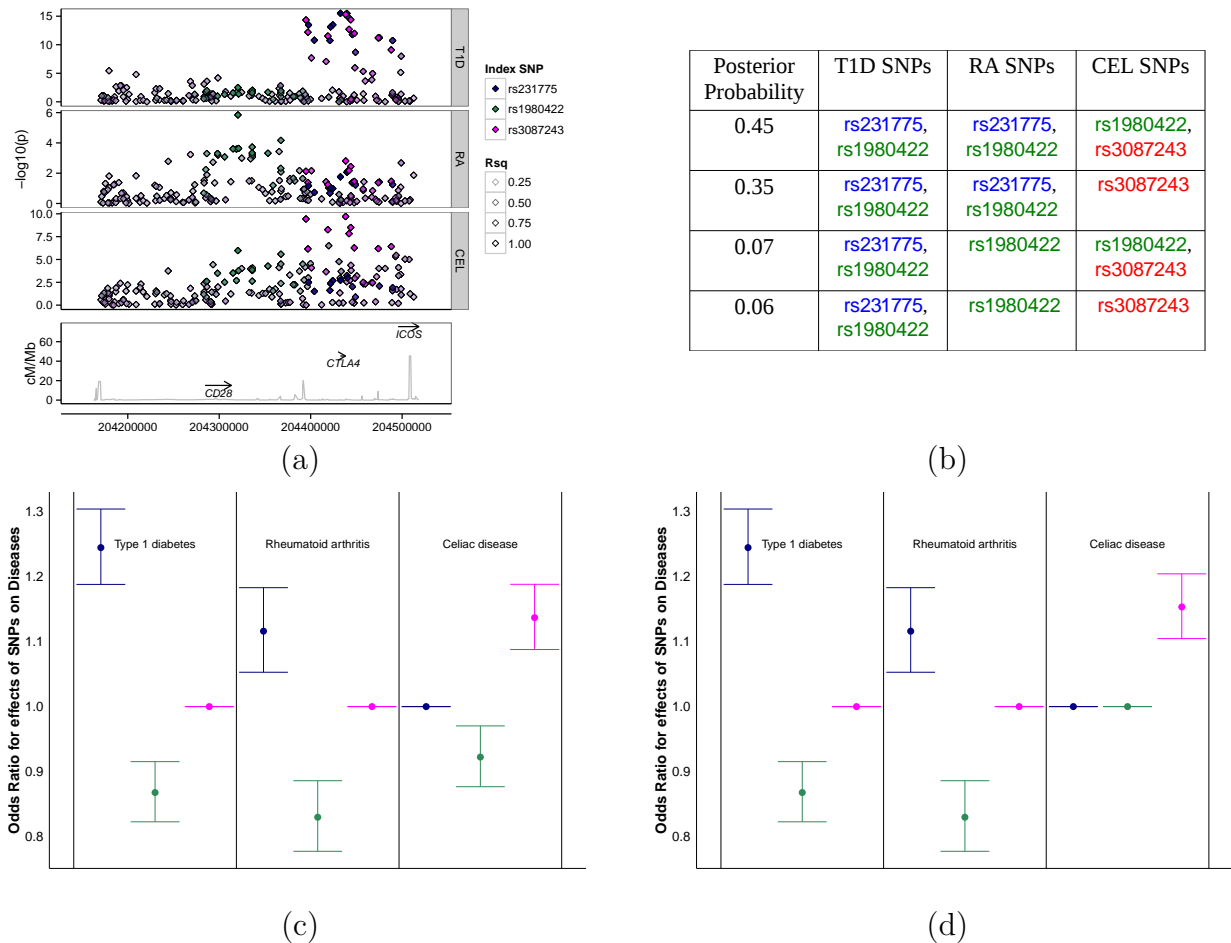 15
10
5
0
T1D
6
4
2
0
RA
10.0
7.5
5.0
2.5
0.0
CEL
−log10(p)
Index SNP
rs231775
rs1980422
rs3087243
Rsq
0.25
0.50
0.75
1.00
60
40
20
0
cM/Mb
ICOS
CTLA4
CD28
204200000 204300000 204400000 204500000
(a)
Posterior Probability T1D SNPs RA SNPs CEL SNPs
0.45 rs231775, rs1980422 rs231775, rs1980422 rs1980422, rs3087243
0.35 rs231775, rs1980422 rs231775, rs1980422 rs3087243
0.07 rs231775, rs1980422 rs1980422 rs1980422, rs3087243
0.06 rs231775, rs1980422 rs1980422 rs3087243
(b)
Odds Ratio for effects of SNPs on Diseases
1.3
1.2
1.1
1.0
0.9
0.8
Type 1 diabetes Rheumatoid arthritis Celiac disease
(c)
Odds Ratio for effects of SNPs on Diseases
1.3
1.2
1.1
1.0
0.9
0.8
Type 1 diabetes Rheumatoid arthritis Celiac disease
(d)